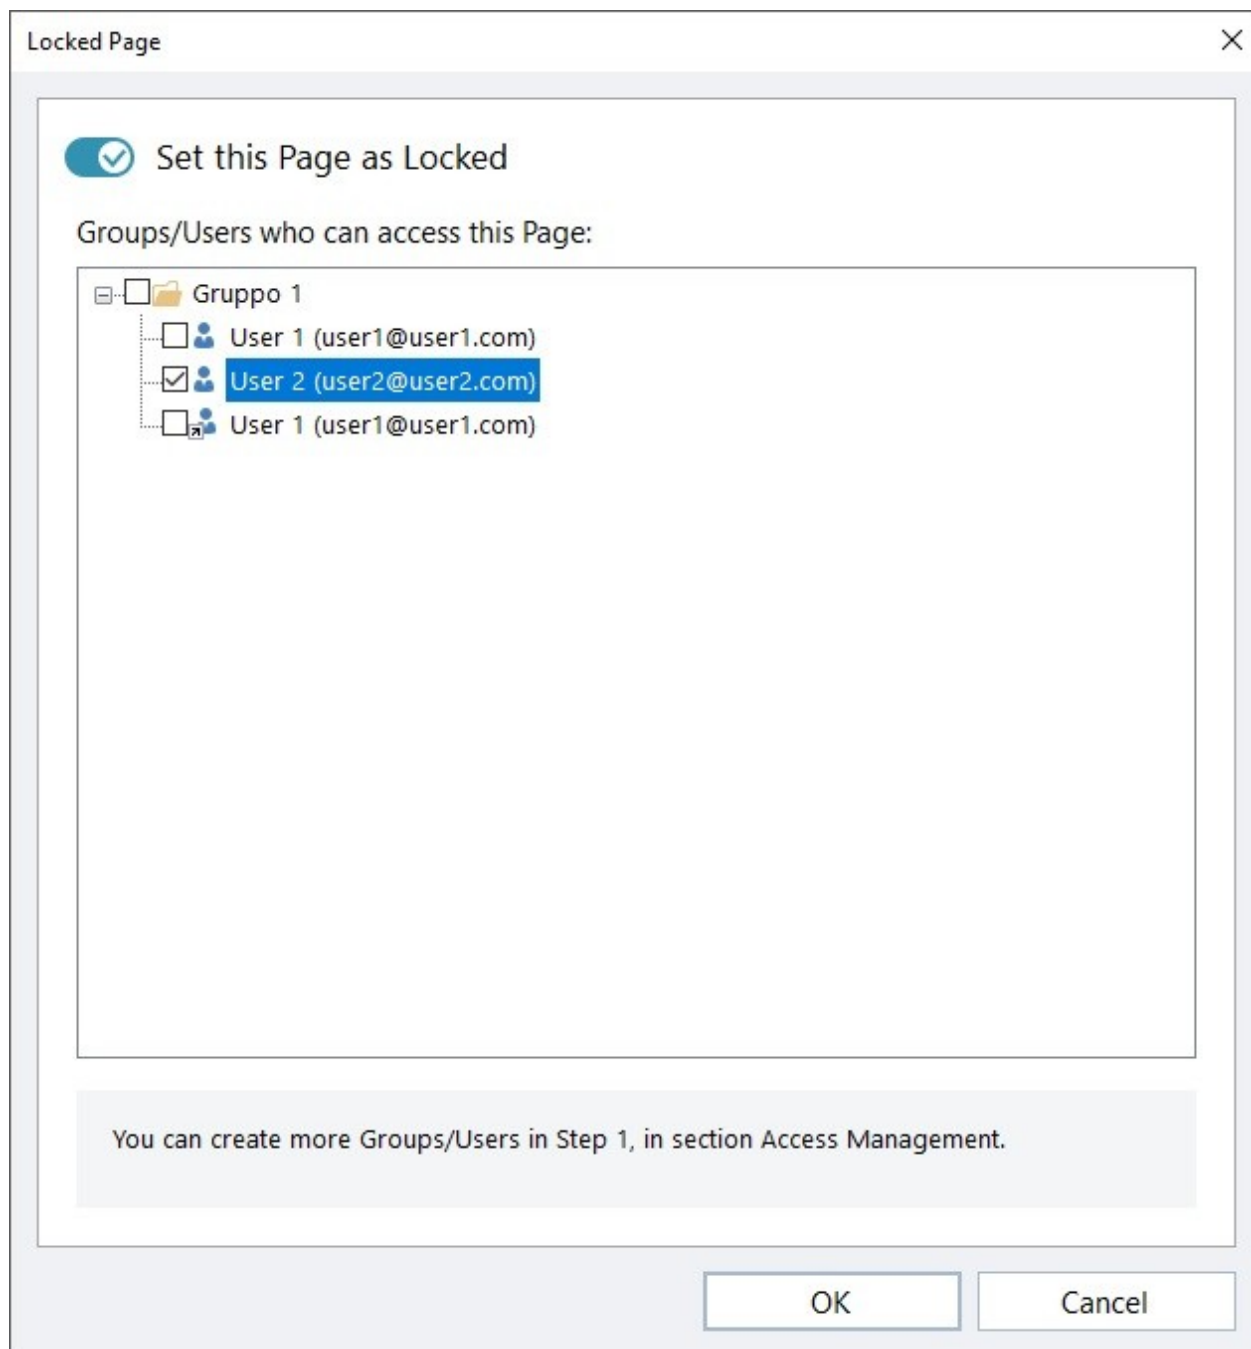 Locked Page
Set this Page as Locked
Groups/Users who can access this Page:
Gruppo 1
User 1 (user1@user1.com)
User 2 (user2@user2.com)
User 1 (user1@user1.com)
You can create more Groups/Users in Step 1, in section Access Management.
OK
Cancel